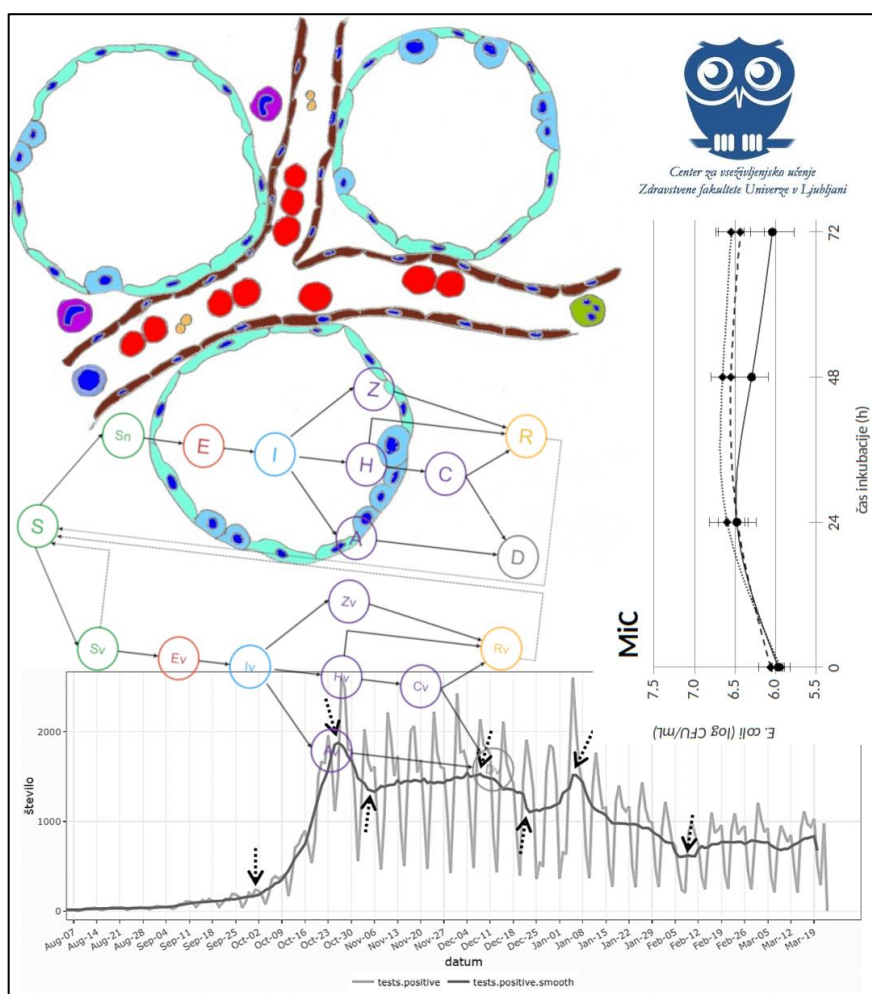 Center za vseživljenjsko učenje
Zdravstvene fakultete Univerze v Ljubljani
72
48
24
0
čas inkubacije (h)
MiC
7.5
7.0
6.5
6.0
5.5
E. coli (log CFU/mL)
Z
Sn
E
I
H
C
R
S
A
D
Zv
Sv
Ev
Iv
Hv
Cv
Rv
Av
Dv
število
2000
1000
0
Aug-07
Aug-14
Aug-21
Aug-28
Sep-04
Sep-11
Sep-18
Sep-25
Oct-02
Oct-09
Oct-16
Oct-23
Oct-30
Nov-06
Nov-13
Nov-20
Nov-27
Dec-04
Dec-11
Dec-18
Dec-25
Jan-01
Jan-08
Jan-15
Jan-22
Jan-29
Feb-05
Feb-12
Feb-19
Feb-26
Mar-05
Mar-12
Mar-19
datum
tests.positive
tests.positive.smooth